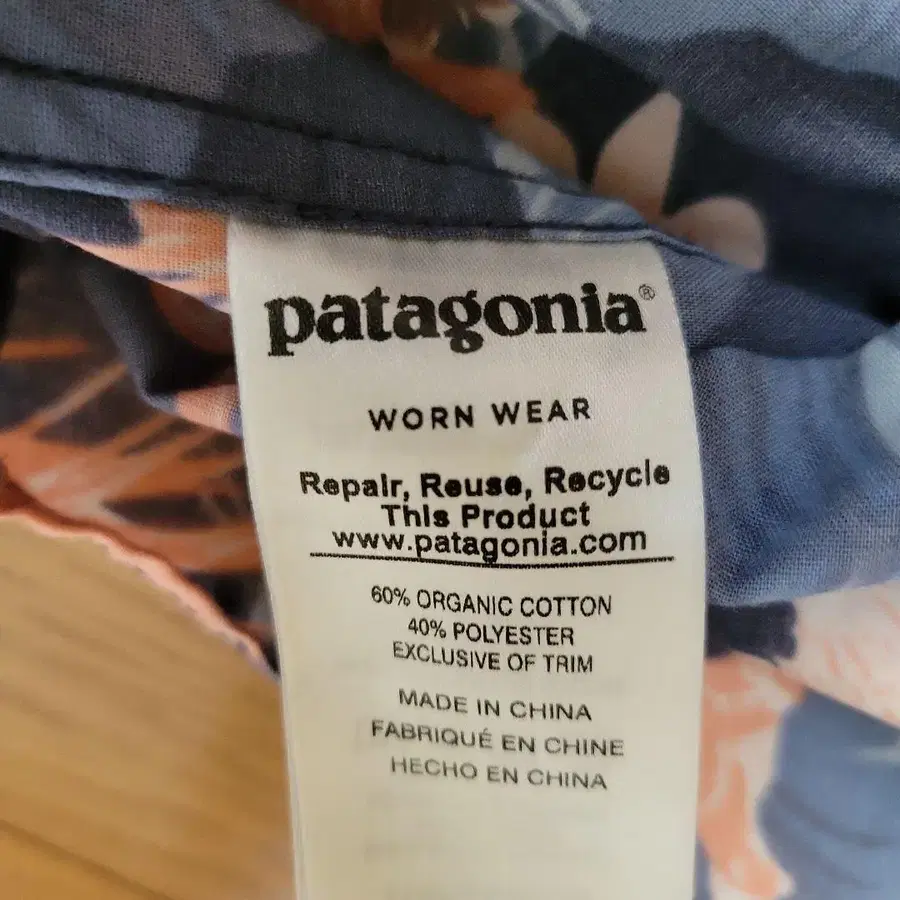 patagonia®
WORN WEAR
Repair, Reuse, Recycle
This Product
www.patagonia.com
60% ORGANIC COTTON
40% POLYESTER
EXCLUSIVE OF TRIM
MADE IN CHINA
FABRIQUÉ EN CHINE
HECHO EN CHINA